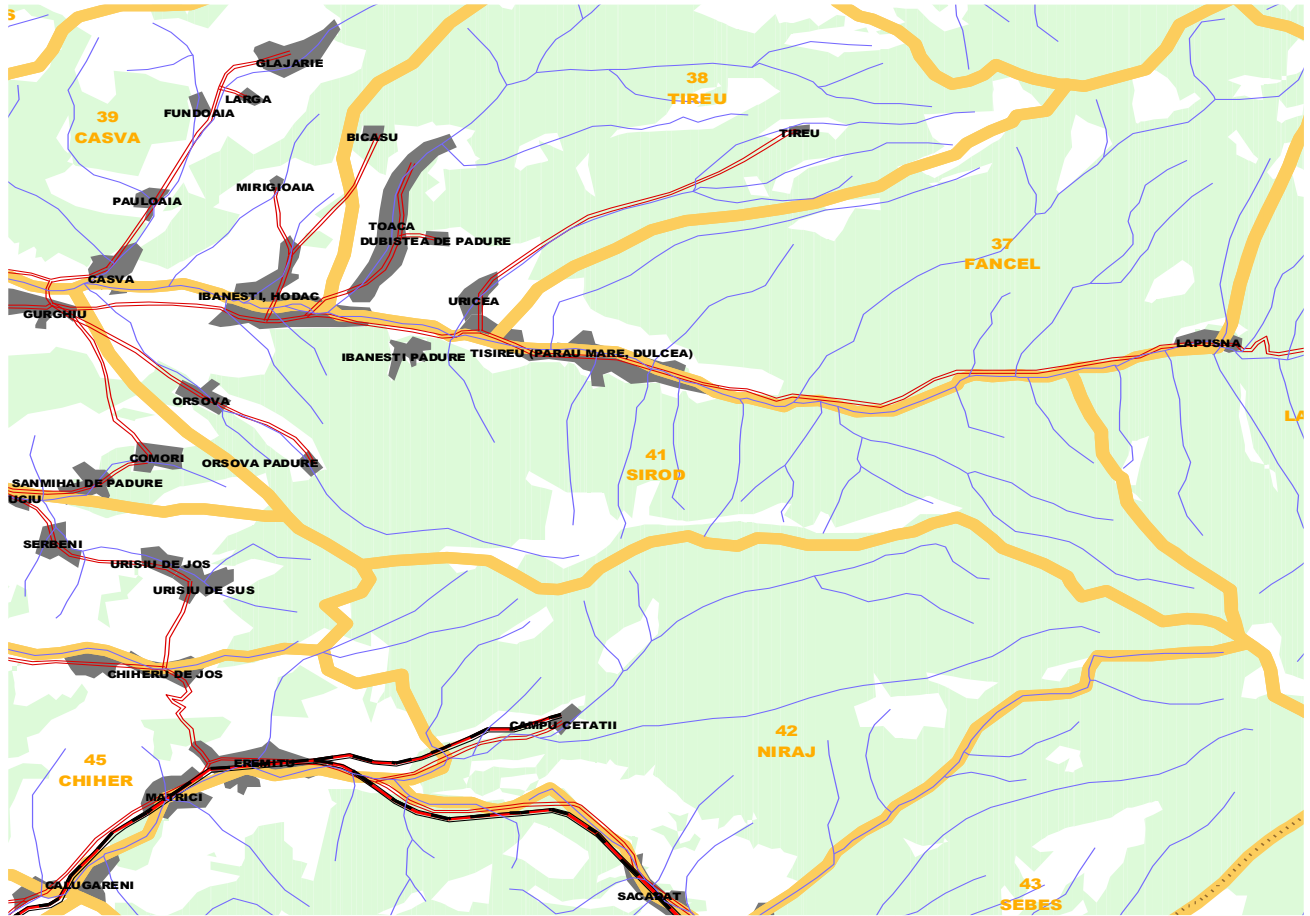 S
GLAJARIE
38
TIREU
LARGA
FUNDOAIA
39
CASVA
BICASU
TIREU
MIRIGIOAIA
PAULOAIA
TOACA
DUBISTEA DE PADURE
37
FANCEL
CASVA
IBANESTI, HODAC
URICEA
GURGHIU
LAPUSNA
IBANESTI PADURE
TISIREU (PARAU MARE, DULCEA)
ORSOVA
LA
COMORI
ORSOVA PADURE
41
SIROD
SANMIHAI DE PADURE
UCIU
SERBENI
URISIU DE JOS
URISIU DE SUS
CHIHERU DE JOS
CAMPU CETATII
42
NIRAJ
45
CHIHER
EREMITU
MATRICI
CALUGARENI
SACADAT
43
SEBES